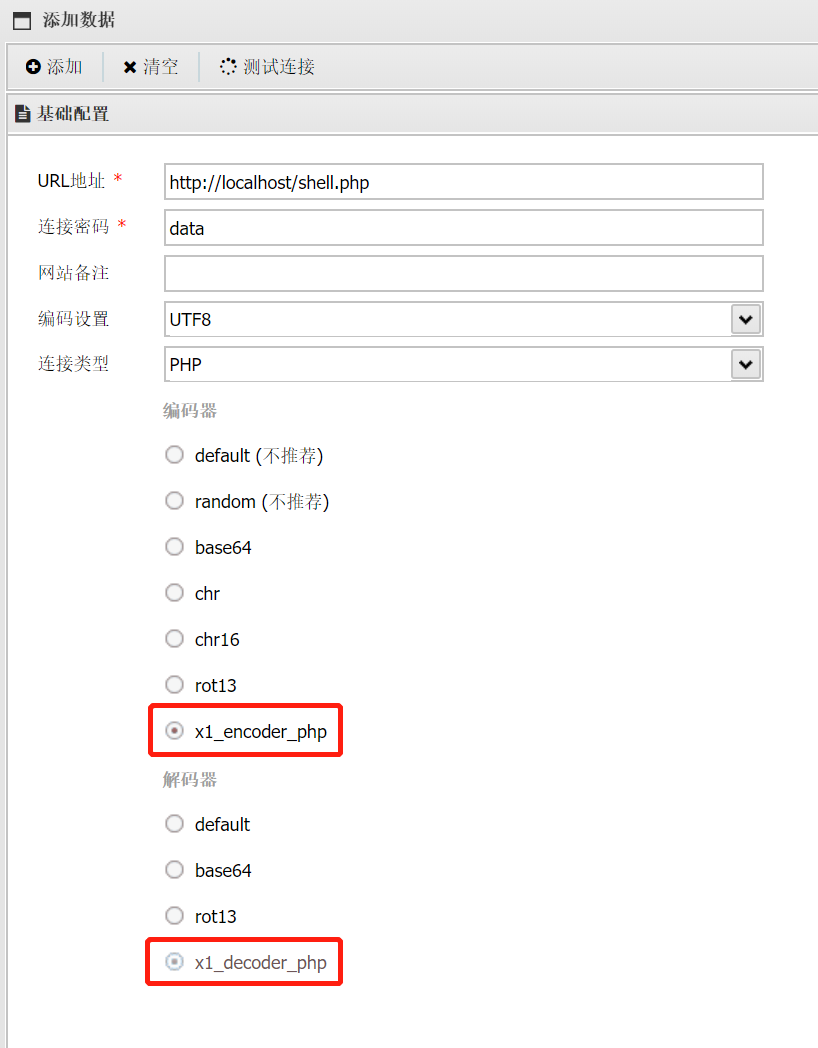 添加数据
添加 清空 测试连接
基础配置
URL地址 * http://localhost/shell.php
连接密码 * data
网站备注
编码设置 UTF8
连接类型 PHP
编码器
default (不推荐)
random (不推荐)
base64
chr
chr16
rot13
x1_encoder_php
解码器
default
base64
rot13
x1_decoder_php